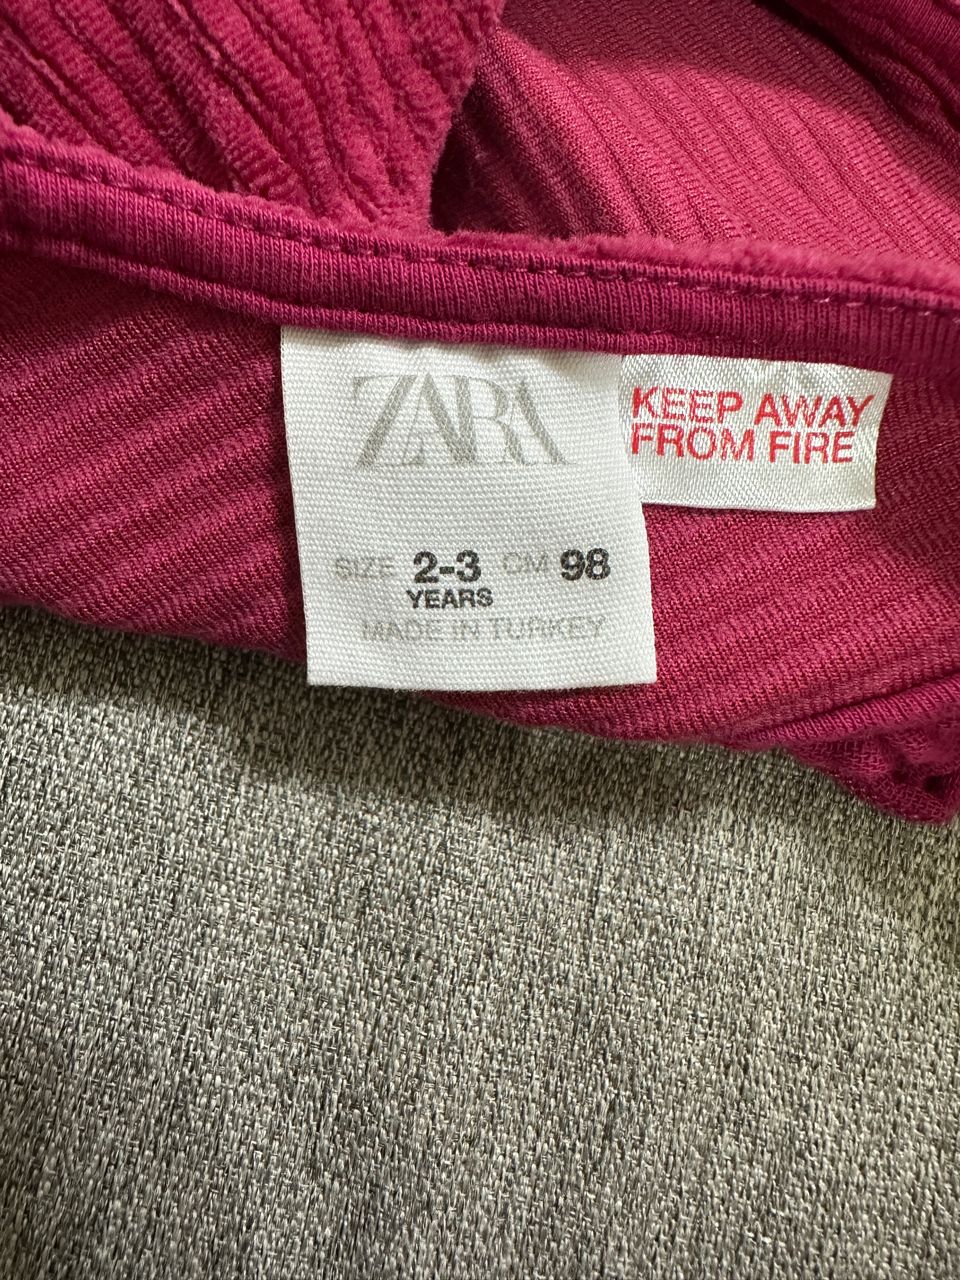 ZARA
SIZE 2-3 CM 98
YEARS
MADE IN TURKEY
KEEP AWAY
FROM FIRE